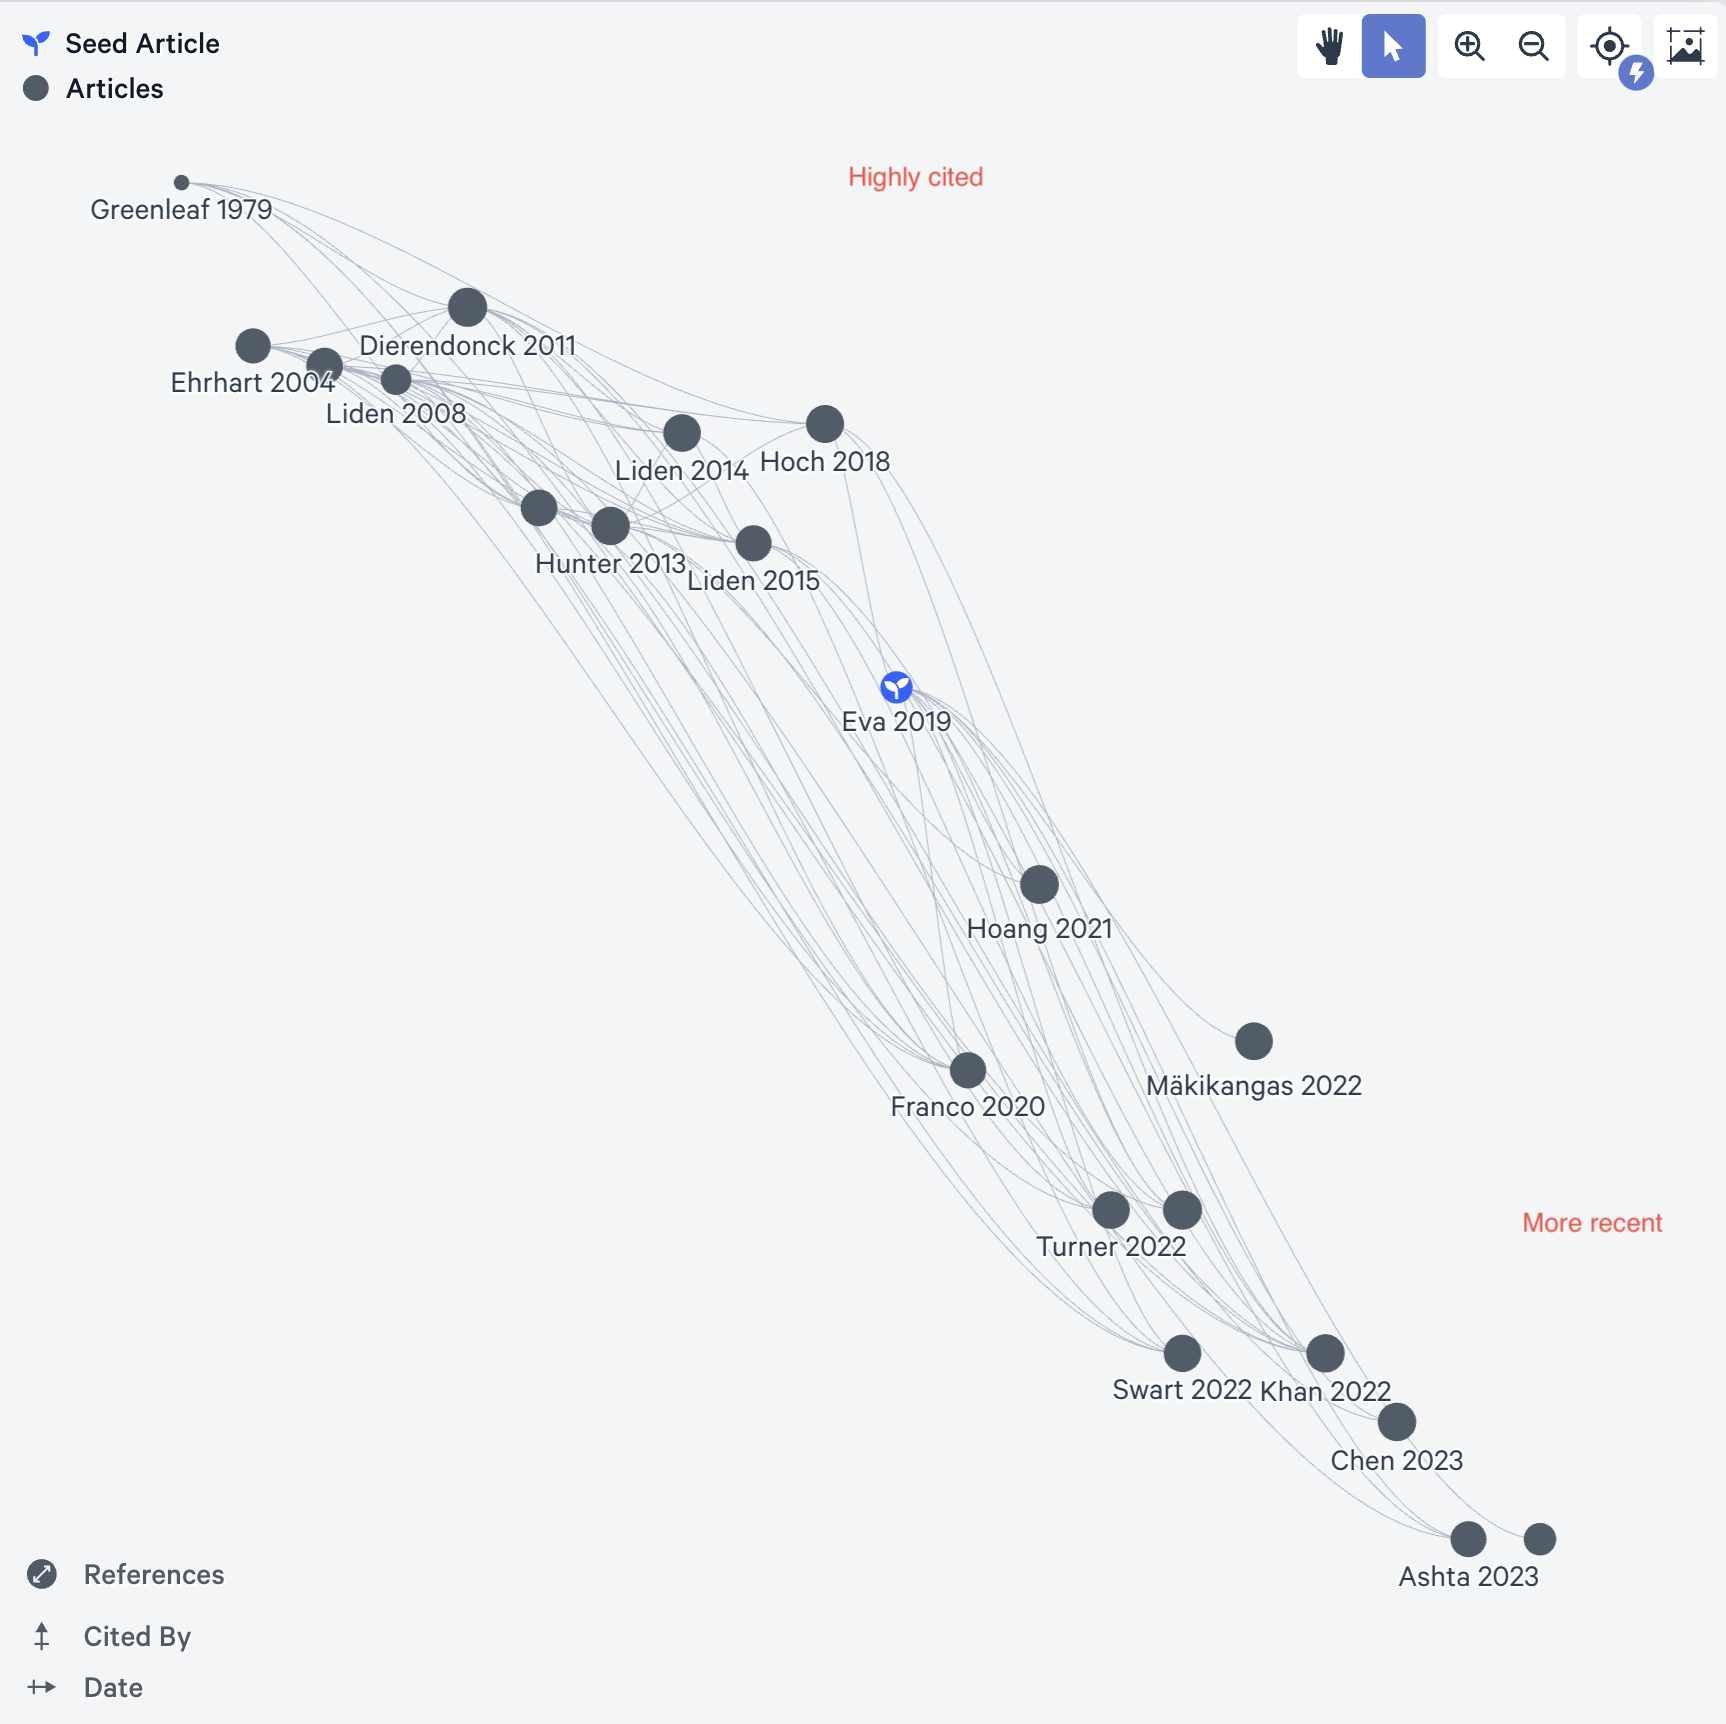 Seed Article
Articles
Highly cited
Greenleaf 1979
Dierendonck 2011
Ehrhart 2004
Liden 2008
Liden 2014
Hoch 2018
Hunter 2013
Liden 2015
Eva 2019
Hoang 2021
Mäkikangas 2022
Franco 2020
More recent
Turner 2022
Swart 2022
Khan 2022
Chen 2023
Ashta 2023
References
Cited By
Date